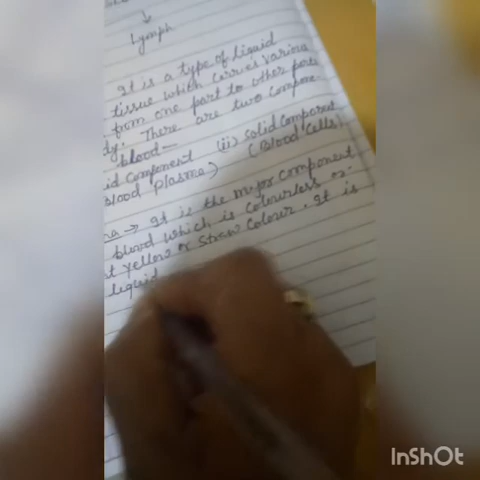 Lymph
It is a type of liquid
tissue which carries various
from one part to other parts
dy. There are two compone-
blood—
id component (ii) Solid Component
Blood plasma) (Blood Cells)
ma → It is the major component
blood which is colourless or
t yellow or straw colour. It is
liquid
InShOt